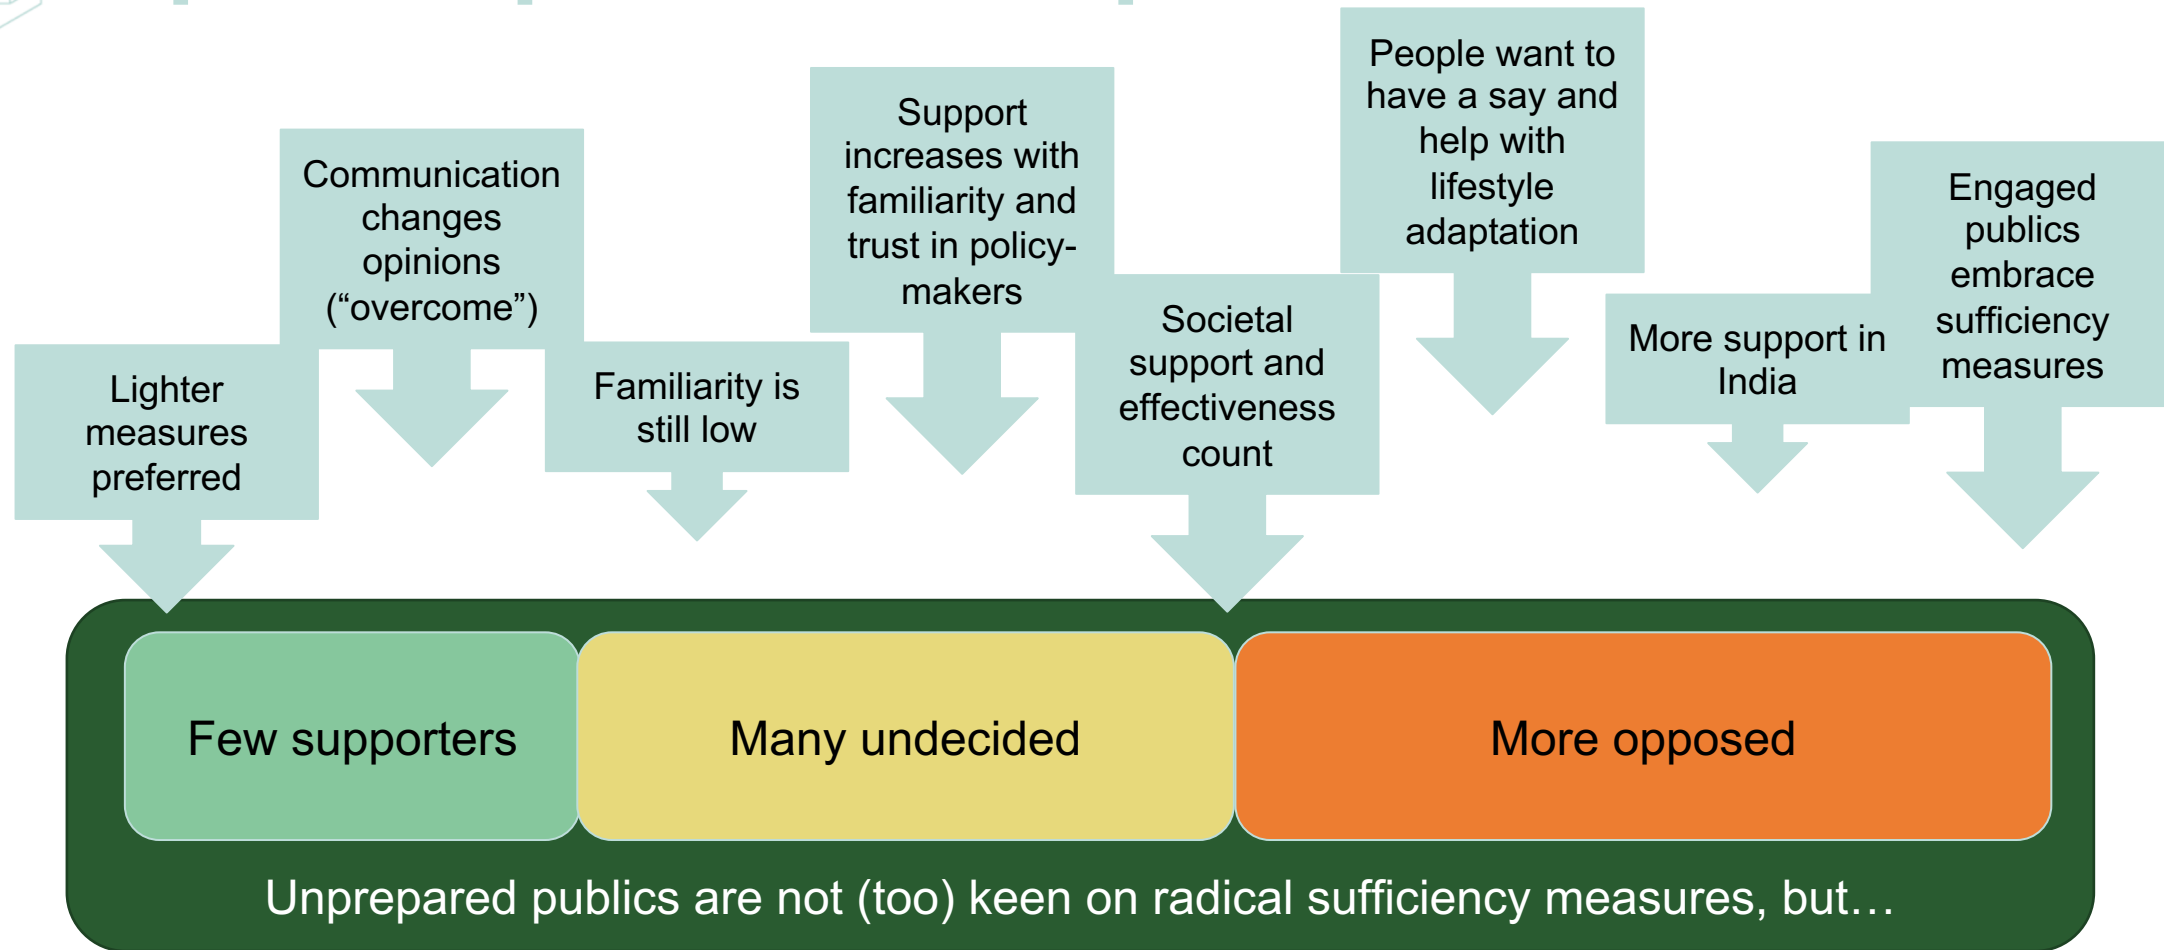 Lighter
measures
preferred
Communication
changes
opinions
(“overcome”)
Familiarity is
still low
Support
increases with
familiarity and
trust in policy-
makers
Societal
support and
effectiveness
count
People want to
have a say and
help with
lifestyle
adaptation
More support in
India
Engaged
publics
embrace
sufficiency
measures
Few supporters
Many undecided
More opposed
Unprepared publics are not (too) keen on radical sufficiency measures, but…